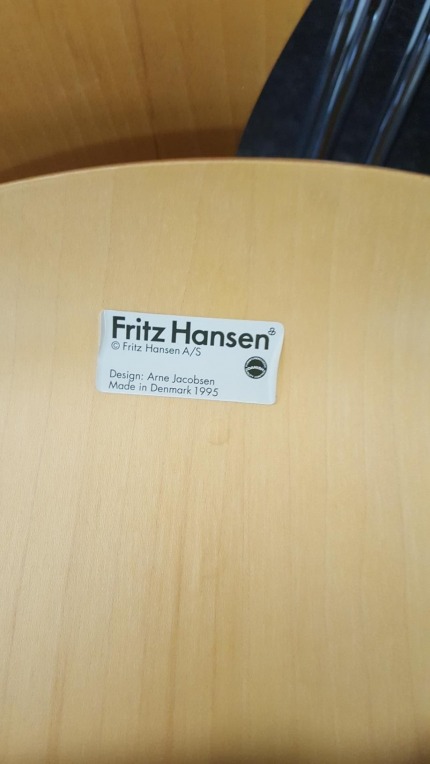 Fritz Hansen
© Fritz Hansen A/S
Design: Arne Jacobsen
Made in Denmark 1995